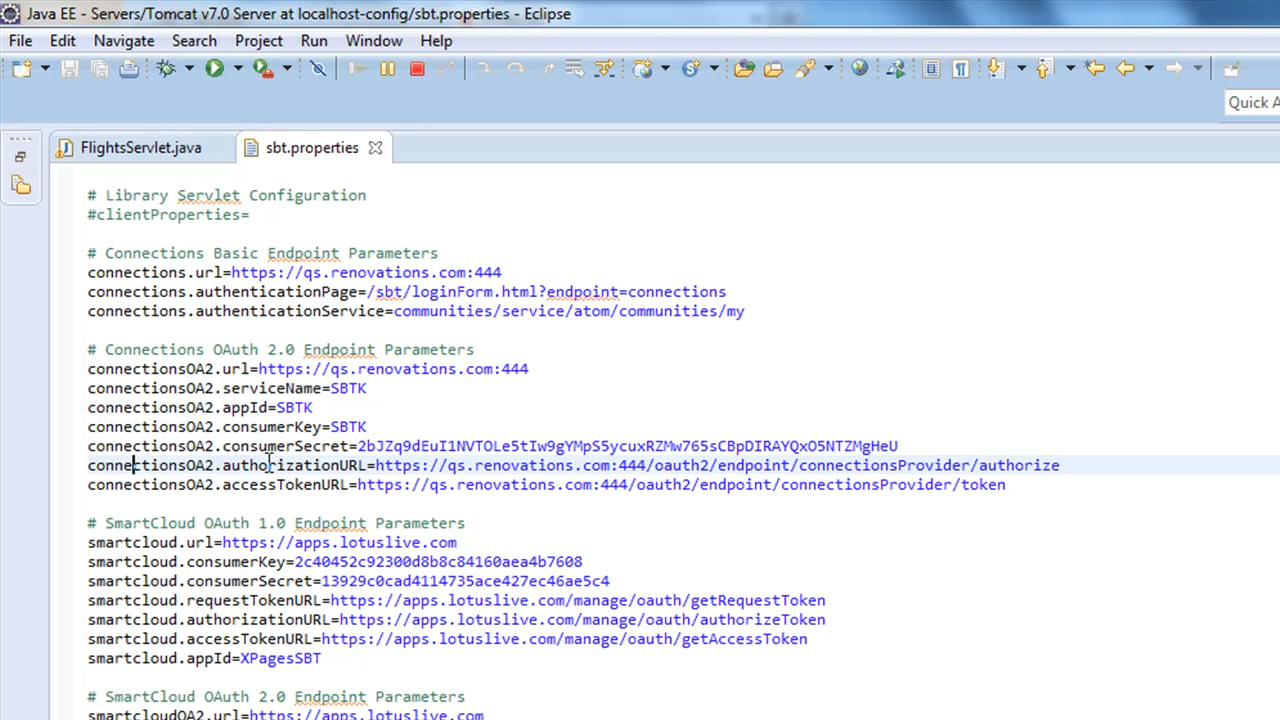 Java EE - Servers/Tomcat v7.0 Server at localhost-config/sbt.properties - Eclipse
File Edit Navigate Search Project Run Window Help
Quick A
FlightsServlet.java sbt.properties
# Library Servlet Configuration
#clientProperties=
# Connections Basic Endpoint Parameters
connections.url=https://qs.renovations.com:444
connections.authenticationPage=/sbt/loginForm.html?endpoint=connections
connections.authenticationService=communities/service/atom/communities/my
# Connections OAuth 2.0 Endpoint Parameters
connectionsOA2.url=https://qs.renovations.com:444
connectionsOA2.serviceName=SBTK
connectionsOA2.appId=SBTK
connectionsOA2.consumerKey=SBTK
connectionsOA2.consumerSecret=2bJZq9dEuI1NVTOLe5tIw9gYMpS5ycuxRZMw765sCBpDIRAYQxO5NTZMgHeU
connectionsOA2.authorizationURL=https://qs.renovations.com:444/oauth2/endpoint/connectionsProvider/authorize
connectionsOA2.accessTokenURL=https://qs.renovations.com:444/oauth2/endpoint/connectionsProvider/token
# SmartCloud OAuth 1.0 Endpoint Parameters
smartcloud.url=https://apps.lotuslive.com
smartcloud.consumerKey=2c40452c92300d8b8c84160aea4b7608
smartcloud.consumerSecret=13929c0cad4114735ace427ec46ae5c4
smartcloud.requestTokenURL=https://apps.lotuslive.com/manage/oauth/getRequestToken
smartcloud.authorizationURL=https://apps.lotuslive.com/manage/oauth/authorizeToken
smartcloud.accessTokenURL=https://apps.lotuslive.com/manage/oauth/getAccessToken
smartcloud.appId=XPagesSBT
# SmartCloud OAuth 2.0 Endpoint Parameters
smartcloudOA2.url=https://apps.lotuslive.com